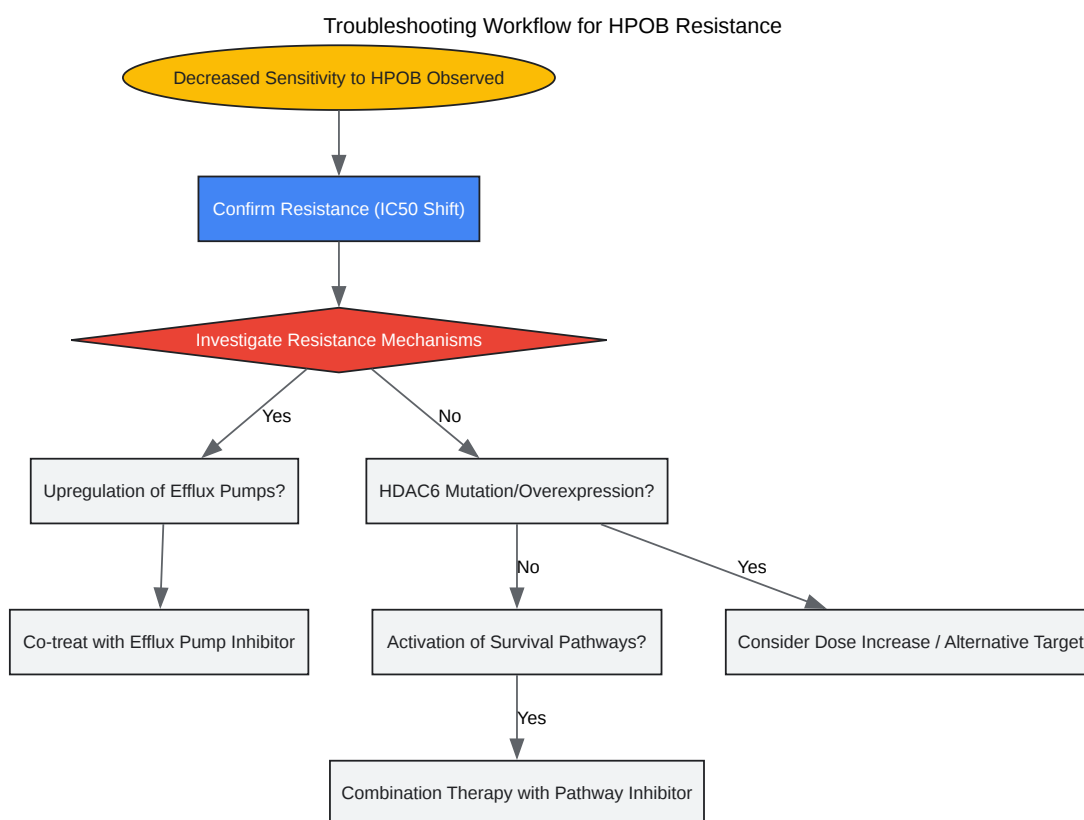 Troubleshooting Workflow for HPOB Resistance
Decreased Sensitivity to HPOB Observed
Confirm Resistance (IC50 Shift)
Investigate Resistance Mechanisms
Yes
No
Upregulation of Efflux Pumps?
HDAC6 Mutation/Overexpression?
No
Yes
Co-treat with Efflux Pump Inhibitor
Activation of Survival Pathways?
Consider Dose Increase / Alternative Target
Yes
Combination Therapy with Pathway Inhibitor